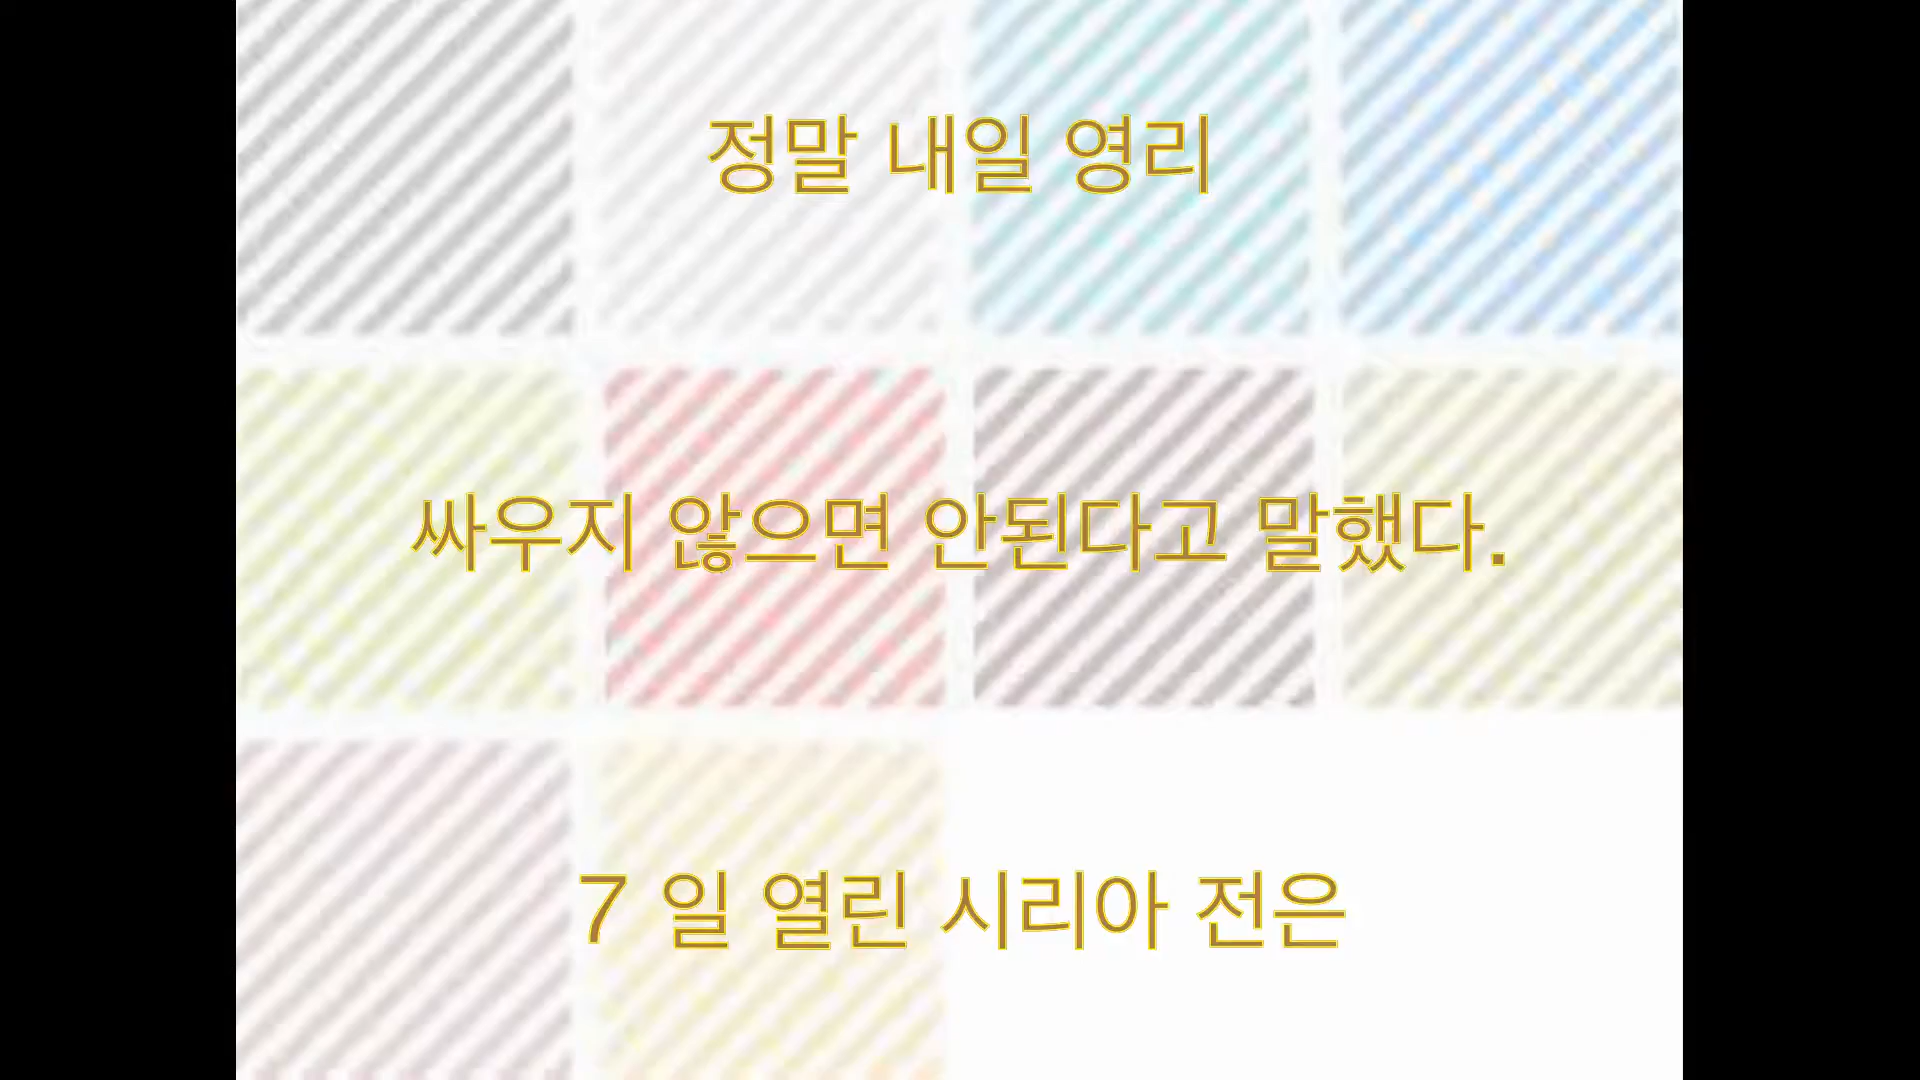 정말 내일 영리
싸우지 않으면 안된다고 말했다.
7 일 열린 시리아 전은